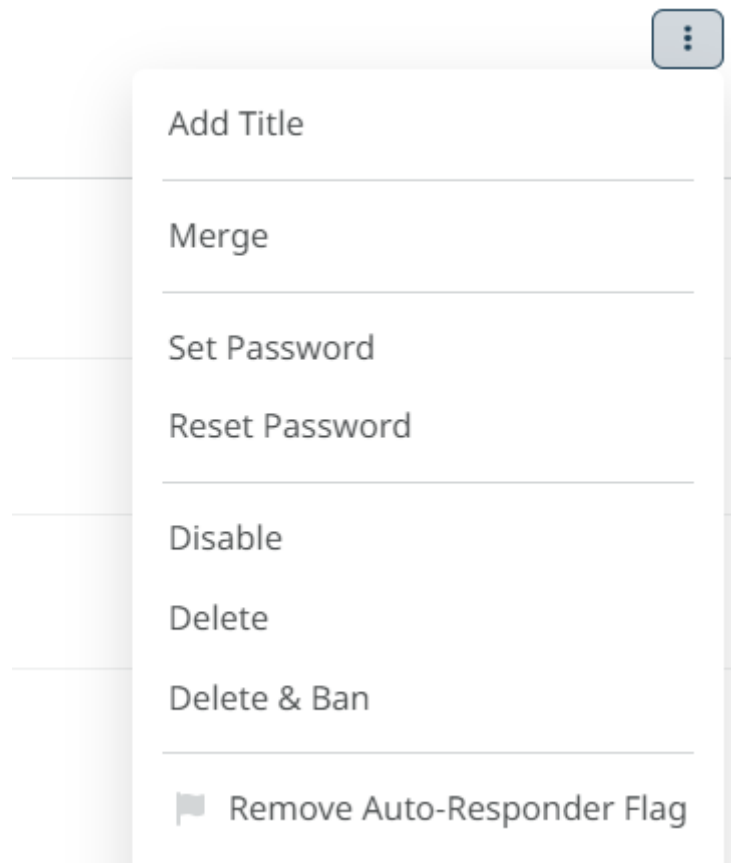 Add Title
Merge
Set Password
Reset Password
Disable
Delete
Delete & Ban
Remove Auto-Responder Flag